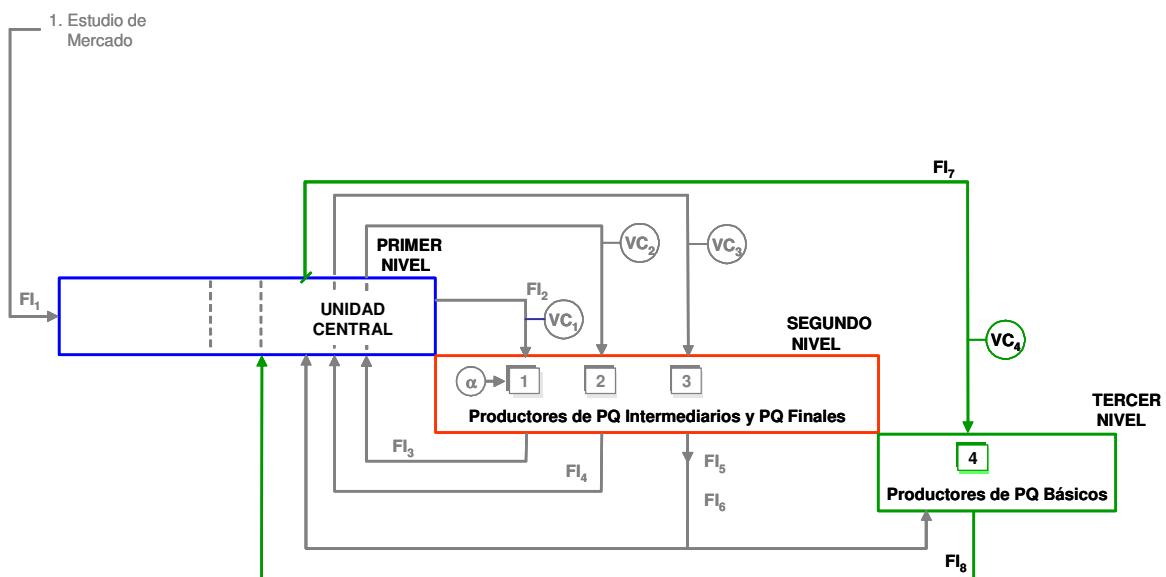 1. Estudio de
Mercado
FI7
VC2
VC3
PRIMER
NIVEL
FI1
FI2
UNIDAD
CENTRAL
VC1
SEGUNDO
NIVEL
VC4
α
1
2
3
Productores de PQ Intermediarios y PQ Finales
TERCER
NIVEL
FI3
FI4
FI5
FI6
4
Productores de PQ Básicos
FI8